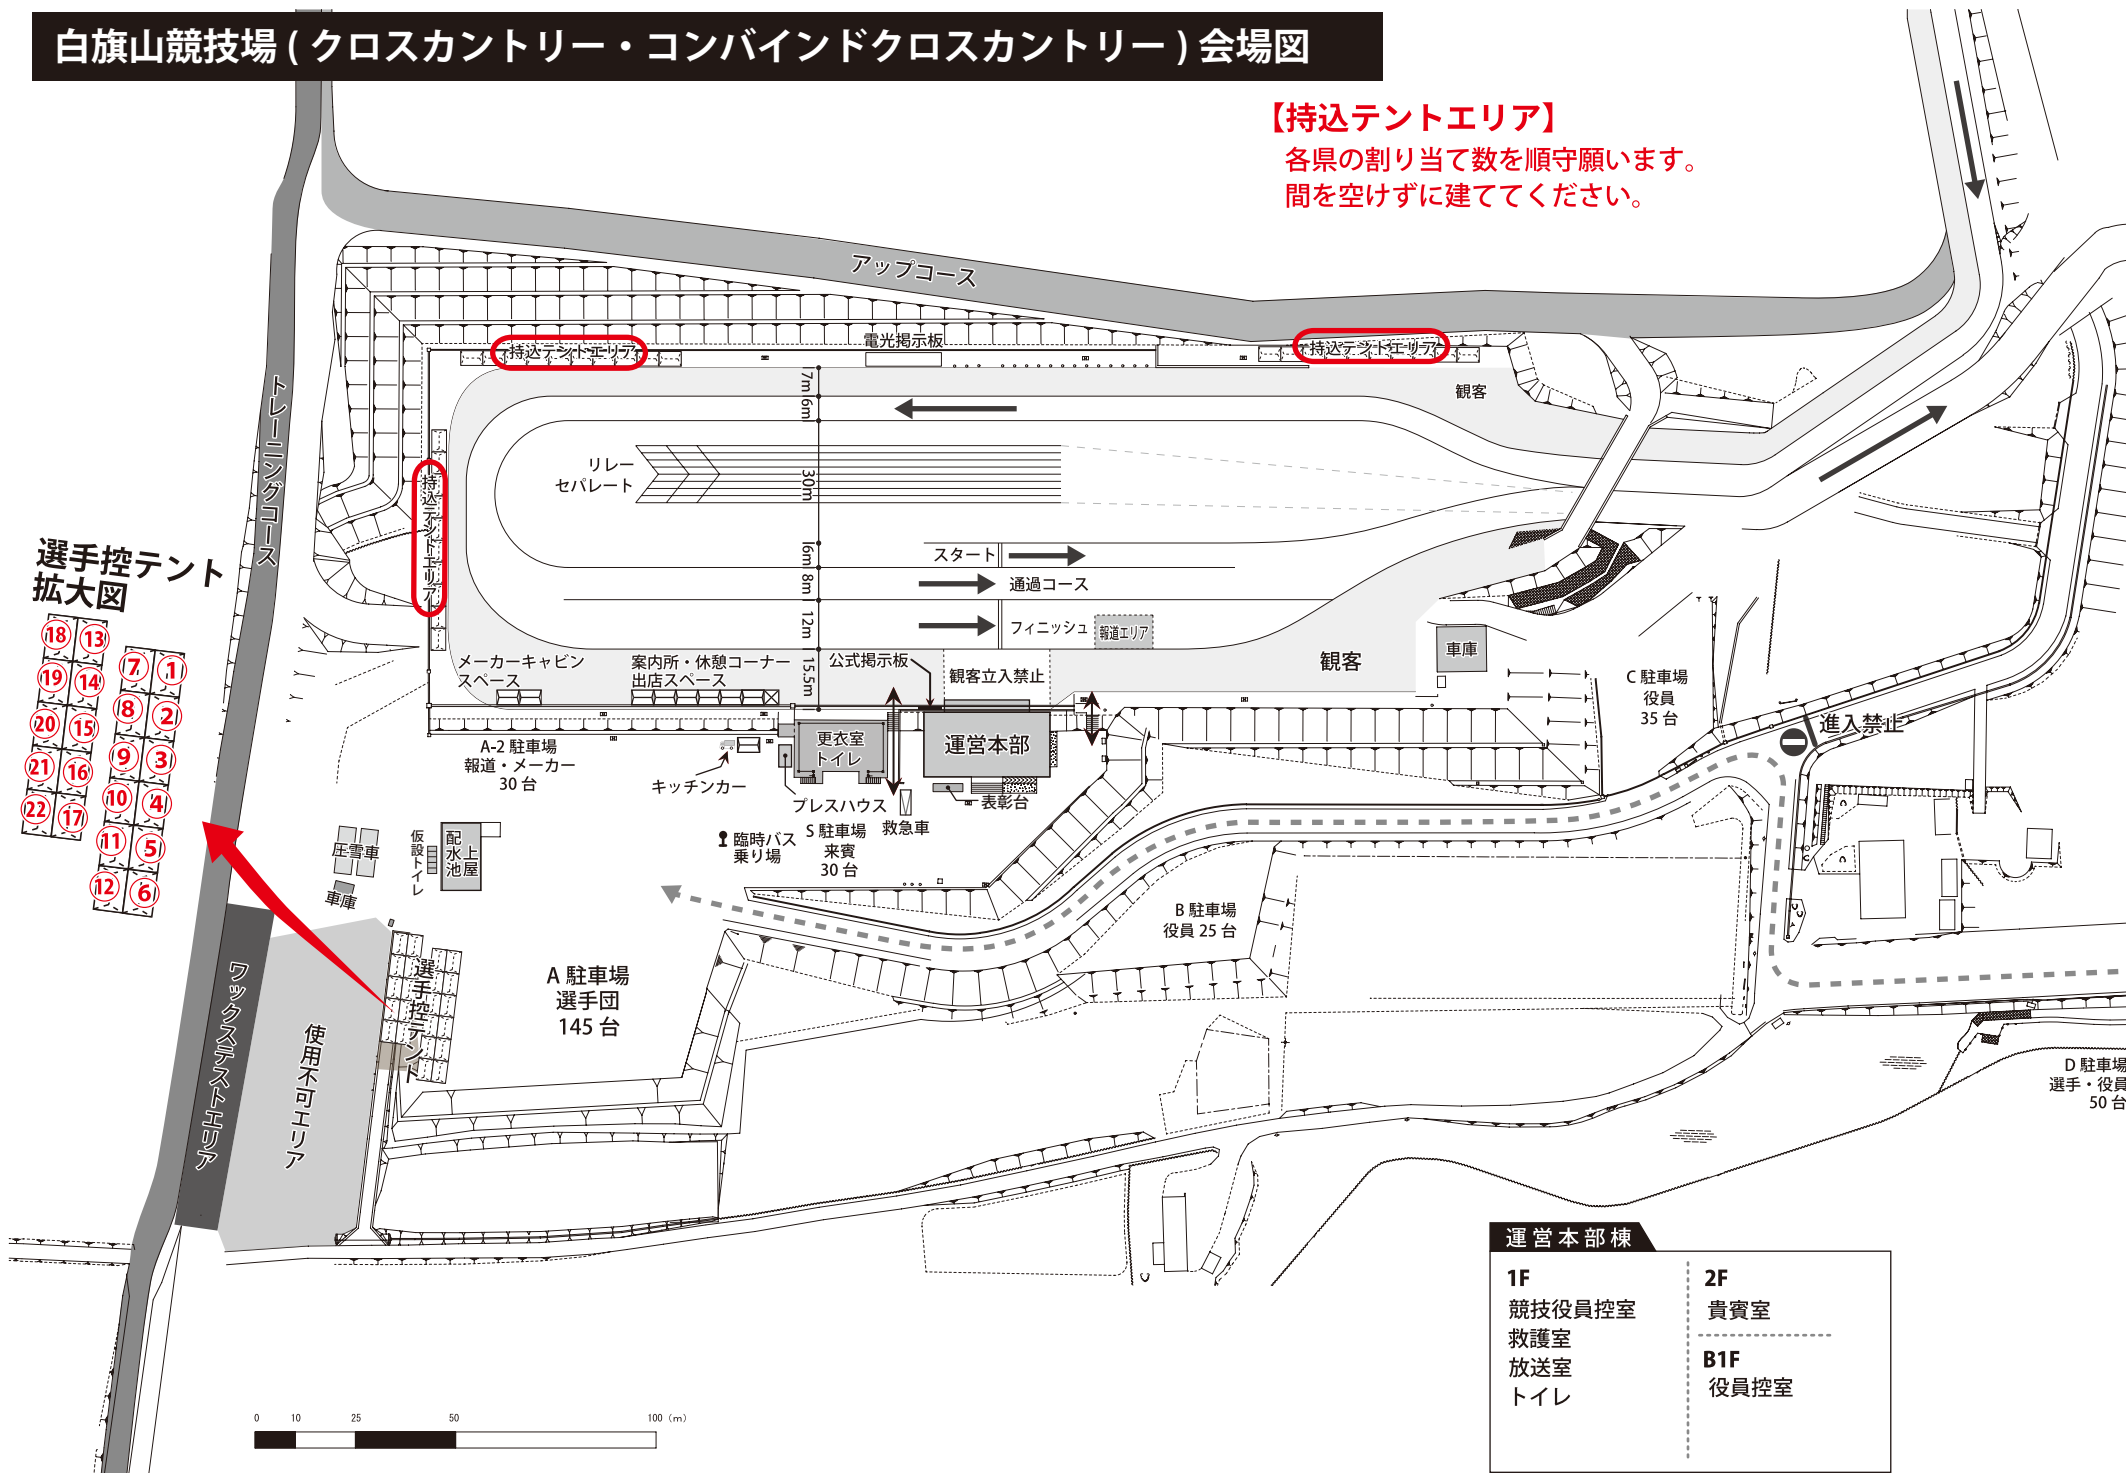 白旗山競技場 ( クロスカントリー・コンバインドクロスカントリー ) 会場図
【持込テントエリア】
各県の割り当て数を順守願います。
間を空けずに建ててください。
アップコース
トレーニングコース
持込テントエリア
電光掲示板
持込テントエリア
観客
7m
6m
リレー
セパレート
30m
持込テントエリア
スタート
6m
通過コース
8m
フィニッシュ
12m
報道エリア
15.5m
メーカーキャビン
スペース
案内所・休憩コーナー
出店スペース
公式掲示板
観客立入禁止
観客
車庫
C 駐車場
役員
35 台
進入禁止
選手控テント
拡大図
18
13
19
14
20
15
21
16
22
17
7
1
8
2
9
3
10
4
11
5
12
6
A-2 駐車場
報道・メーカー
30 台
キッチンカー
更衣室
トイレ
運営本部
プレスハウス
表彰台
救急車
臨時バス
乗り場
S 駐車場
来賓
30 台
圧雪車
車庫
仮設トイレ
配水池
上屋
B 駐車場
役員 25 台
A 駐車場
選手団
145 台
選手控テント
ワックステストエリア
使用不可エリア
D 駐車場
選手・役員
50 台
運営本部棟
1F
競技役員控室
救護室
放送室
トイレ
2F
貴賓室
B1F
役員控室
0 10 25 50 100 (m)